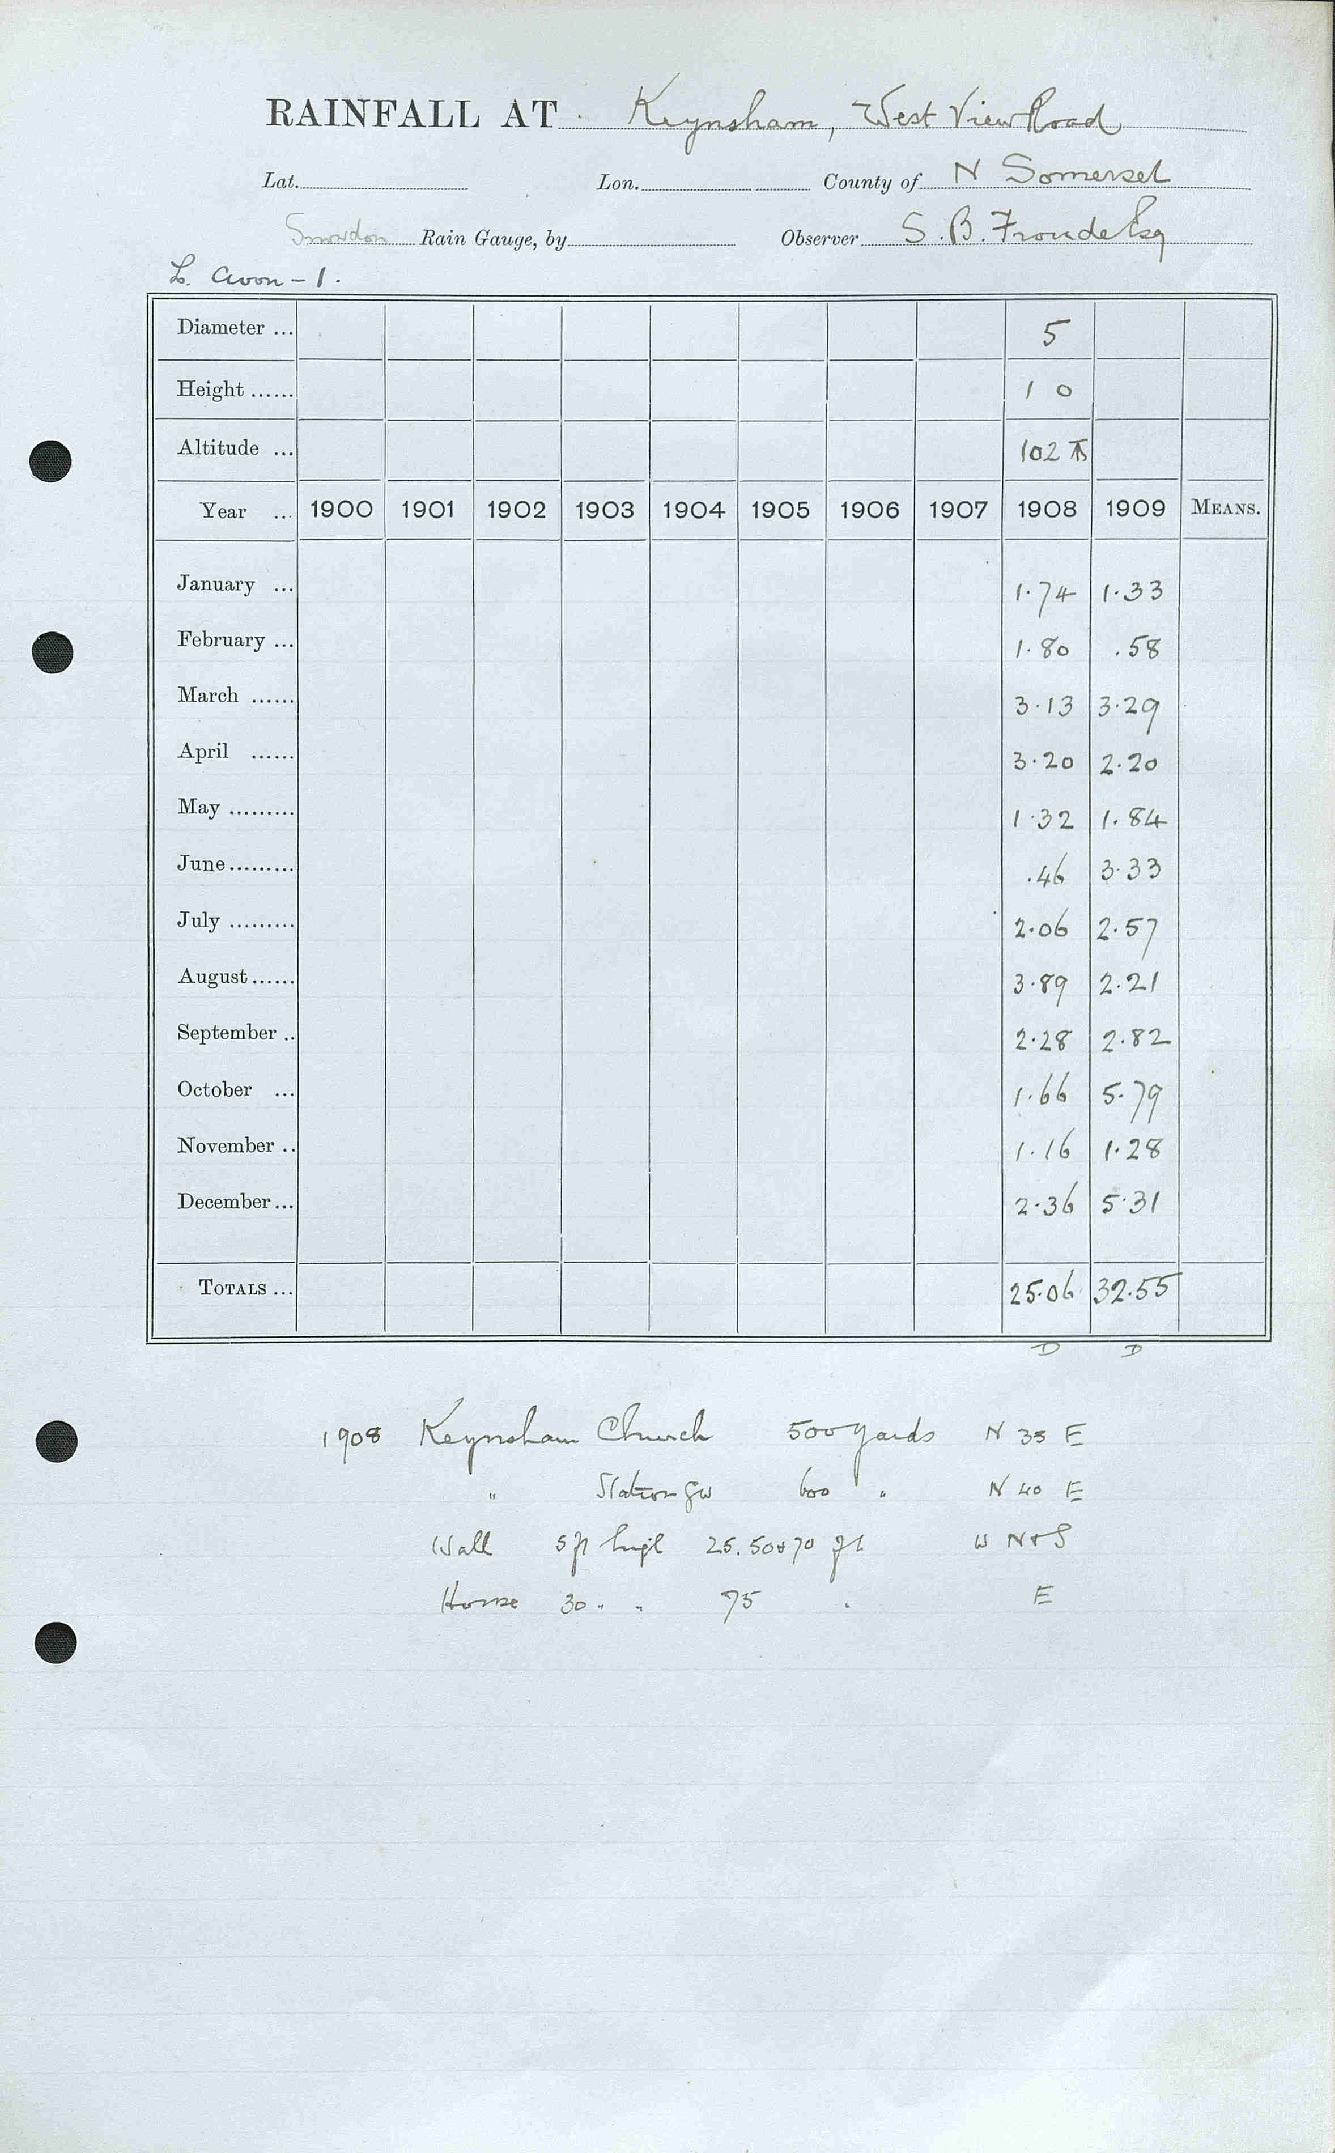 RAINFALL AT Keynsham, West View Road
Lat. Lon. County of N Somerset
Snowdon Rain Gauge, by Observer S. B. Froude Esq
L. Avon - 1.
Diameter ... 5
Height ...... 1 0
Altitude ... 102
Year ... 1900 1901 1902 1903 1904 1905 1906 1907 1908 1909 MEANS.
January ... 1.74 1.33
February ... 1.80 .58
March ...... 3.13 3.29
April ...... 3.20 2.20
May ......... 1.32 1.84
June ......... .46 3.33
July ......... 2.06 2.57
August ...... 3.89 2.21
September .. 2.28 2.82
October ... 1.66 5.79
November .. 1.16 1.28
December ... 2.36 5.31
TOTALS ... 25.06 32.55
D D
1908 Keynsham Church 500 yards N 35 E
" Station 600 " N 40 E
Wall 5 ft high 25, 50 & 70 ft W N & S
House 30 " " 75 " E